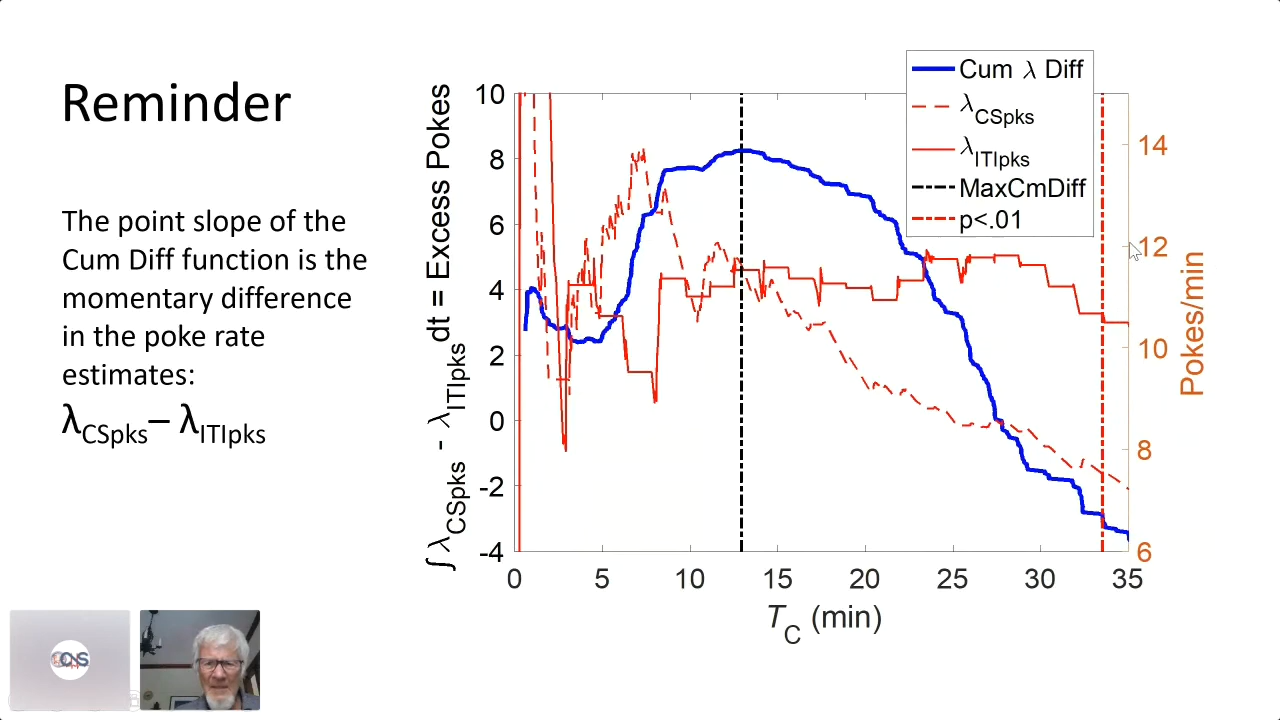 Reminder
The point slope of the
Cum Diff function is the
momentary difference
in the poke rate
estimates:
λCSpks– λITIpks
∫ λCSpks - λITIpks dt = Excess Pokes
10
8
6
4
2
0
-2
-4
0
5
10
15
20
25
30
35
TC (min)
Cum λ Diff
λCSpks
λITIpks
MaxCmDiff
p<.01
14
12
10
8
6
Pokes/min